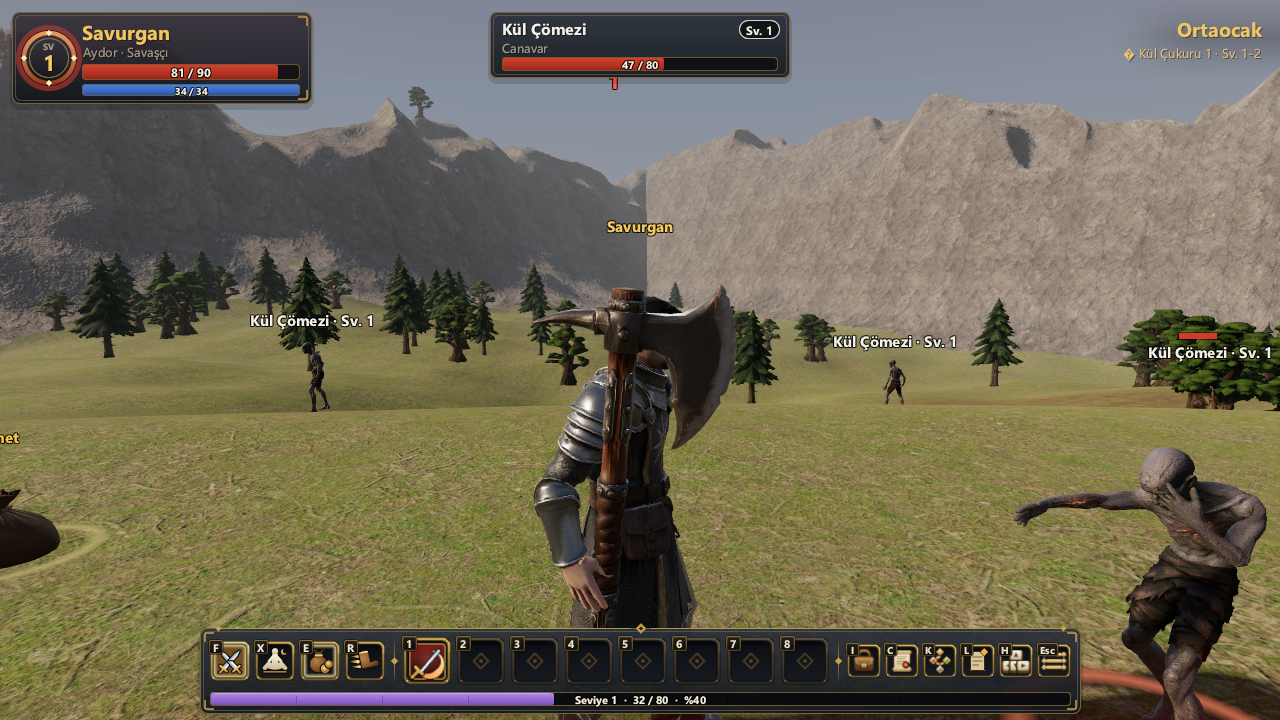 Savurgan
SV
1
Aydor · Savaşçı
81 / 90
34 / 34
Kül Çömezi
Sv. 1
Canavar
47 / 80
1
Ortaocak
Kül Çukuru 1 · Sv. 1-2
Savurgan
Kül Çömezi · Sv. 1
Kül Çömezi · Sv. 1
Kül Çömezi · Sv. 1
net
F X E R 1 2 3 4 5 6 7 8 I C K L H Esc
Seviye 1 · 32 / 80 · %40